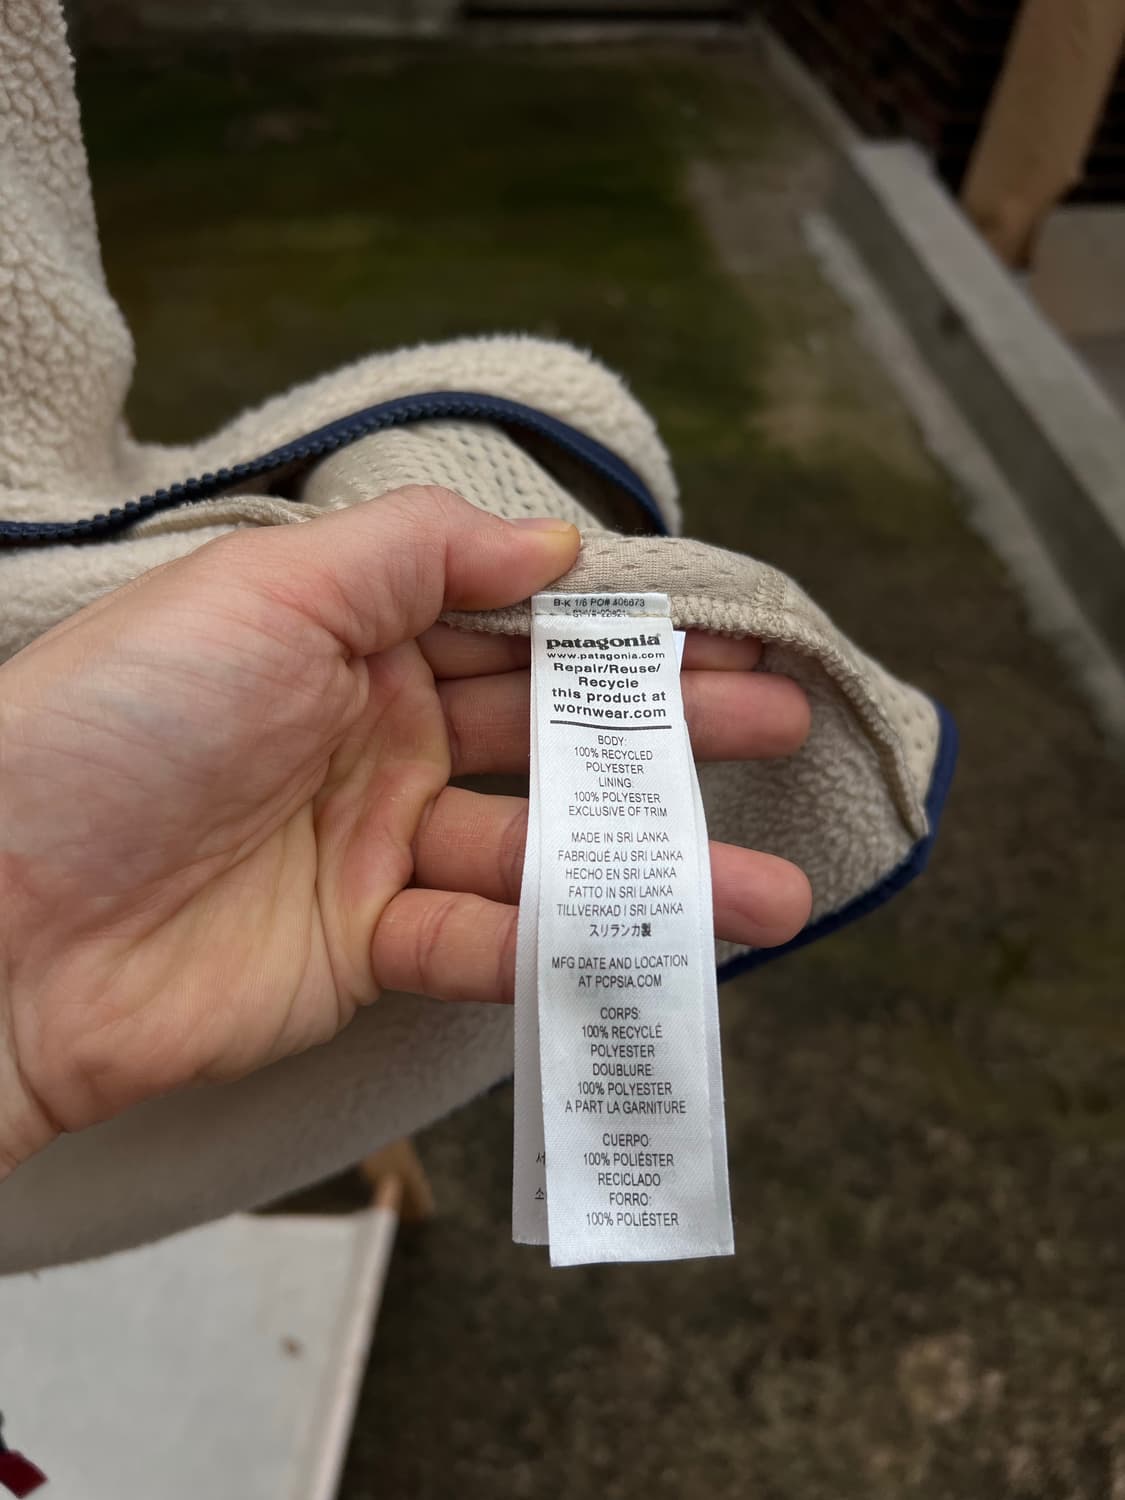 B-K 1/6 PO# 406673
patagonia®
www.patagonia.com
Repair/Reuse/
Recycle
this product at
wornwear.com
BODY:
100% RECYCLED
POLYESTER
LINING:
100% POLYESTER
EXCLUSIVE OF TRIM
MADE IN SRI LANKA
FABRIQUÉ AU SRI LANKA
HECHO EN SRI LANKA
FATTO IN SRI LANKA
TILLVERKAD I SRI LANKA
スリランカ製
MFG DATE AND LOCATION
AT PCPSIA.COM
CORPS:
100% RECYCLÉ
POLYESTER
DOUBLURE:
100% POLYESTER
A PART LA GARNITURE
CUERPO:
100% POLIÉSTER
RECICLADO
FORRO:
100% POLIÉSTER